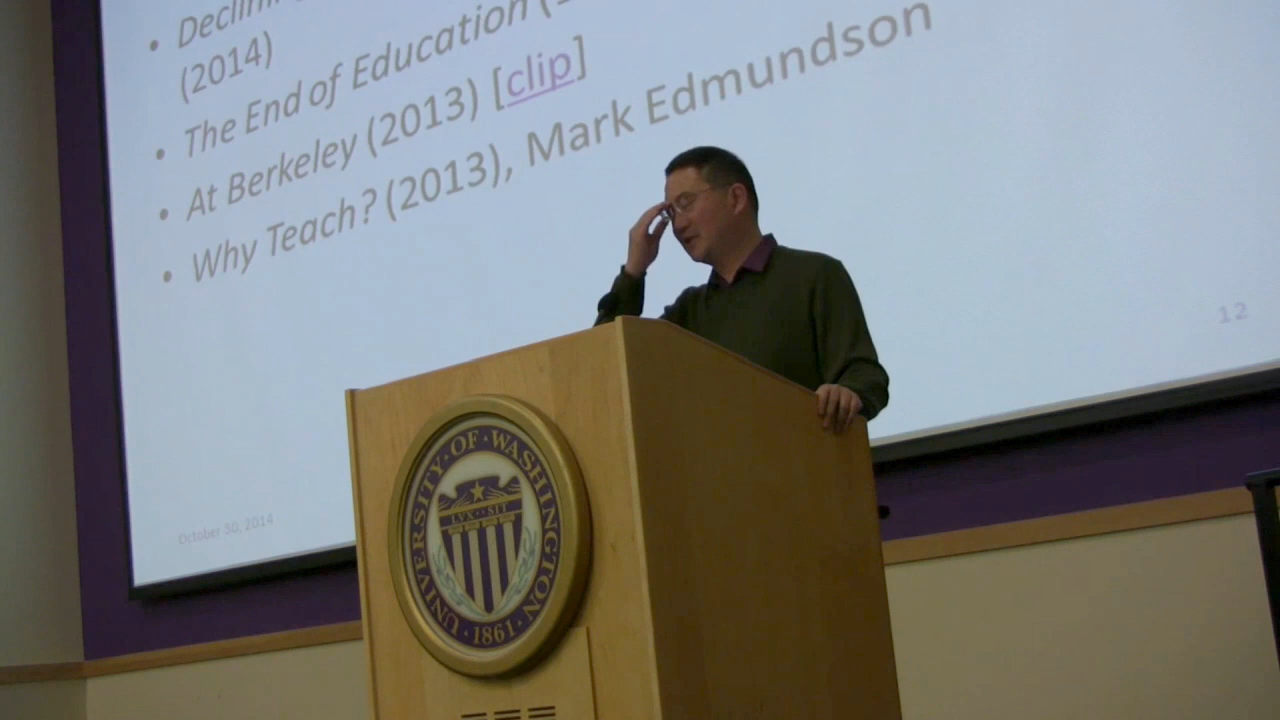 (2014)
The End of Education
At Berkeley (2013) [clip]
Why Teach? (2013), Mark Edmundson
12
October 30, 2014
UNIVERSITY OF WASHINGTON
LVX SIT
1861